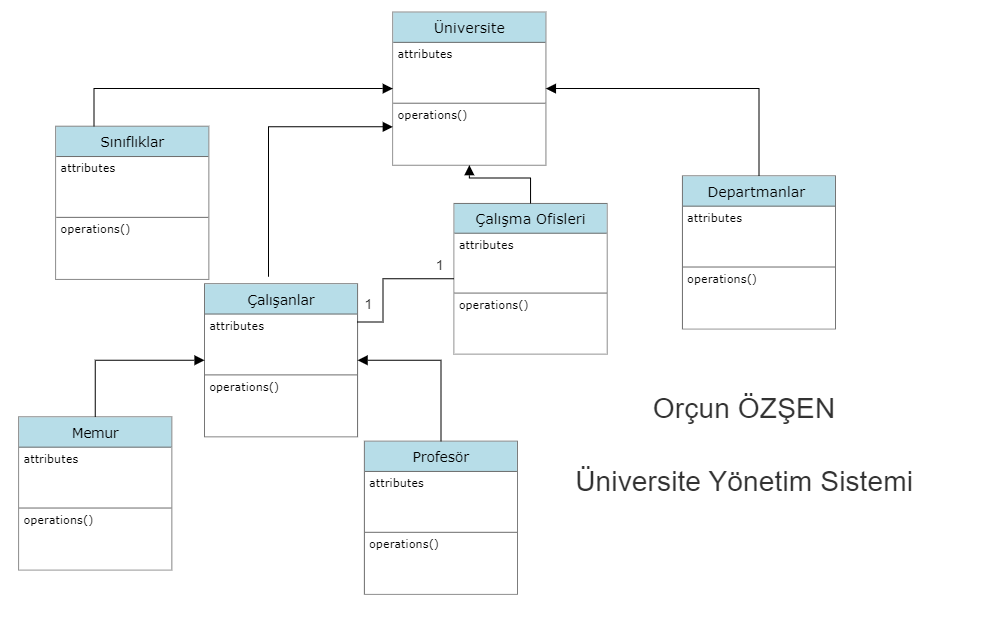 Üniversite
attributes
operations()
Sınıflıklar
attributes
operations()
Departmanlar
attributes
operations()
Çalışma Ofisleri
attributes
operations()
1
1
Çalışanlar
attributes
operations()
Memur
attributes
operations()
Profesör
attributes
operations()
Orçun ÖZŞEN
Üniversite Yönetim Sistemi